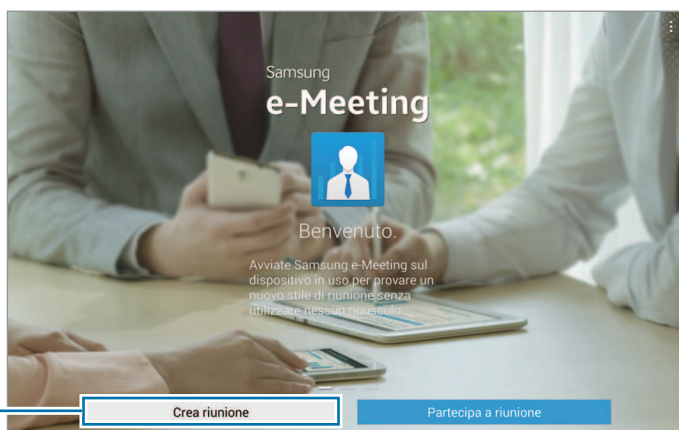 Samsung
e-Meeting
Benvenuto.
Avviate Samsung e-Meeting sul
dispositivo in uso per provare un
nuovo stile di riunione senza
utilizzare nessun opuscolo.
Crea riunione
Partecipa a riunione